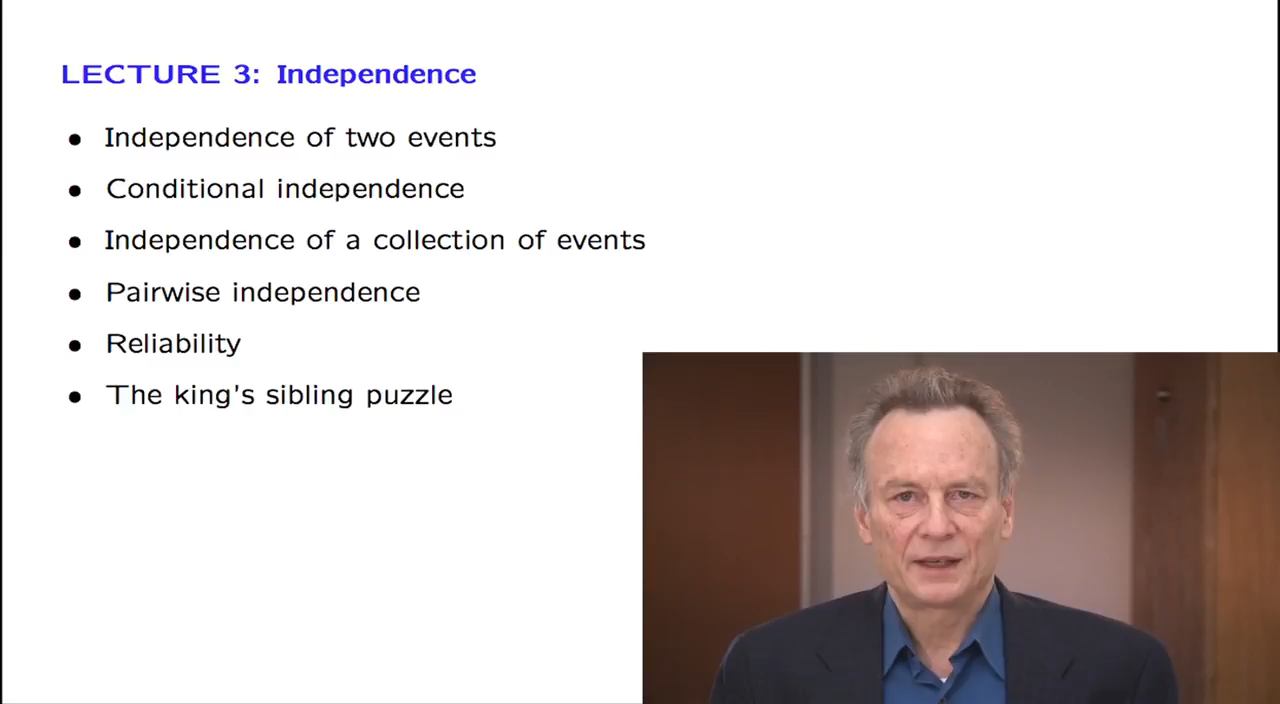 LECTURE 3: Independence
• Independence of two events
• Conditional independence
• Independence of a collection of events
• Pairwise independence
• Reliability
• The king's sibling puzzle